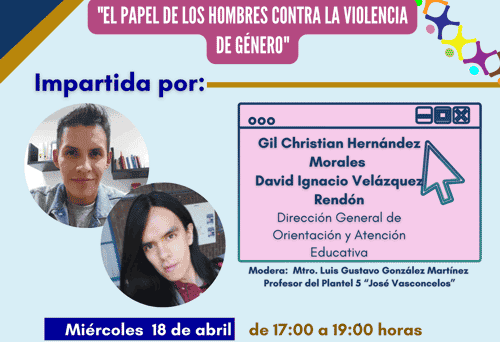 "EL PAPEL DE LOS HOMBRES CONTRA LA VIOLENCIA
DE GÉNERO"
Impartida por:
Gil Christian Hernández
Morales
David Ignacio Velázquez
Rendón
Dirección General de
Orientación y Atención
Educativa
Modera: Mtro. Luis Gustavo González Martínez
Profesor del Plantel 5 “José Vasconcelos”
Miércoles 18 de abril de 17:00 a 19:00 horas